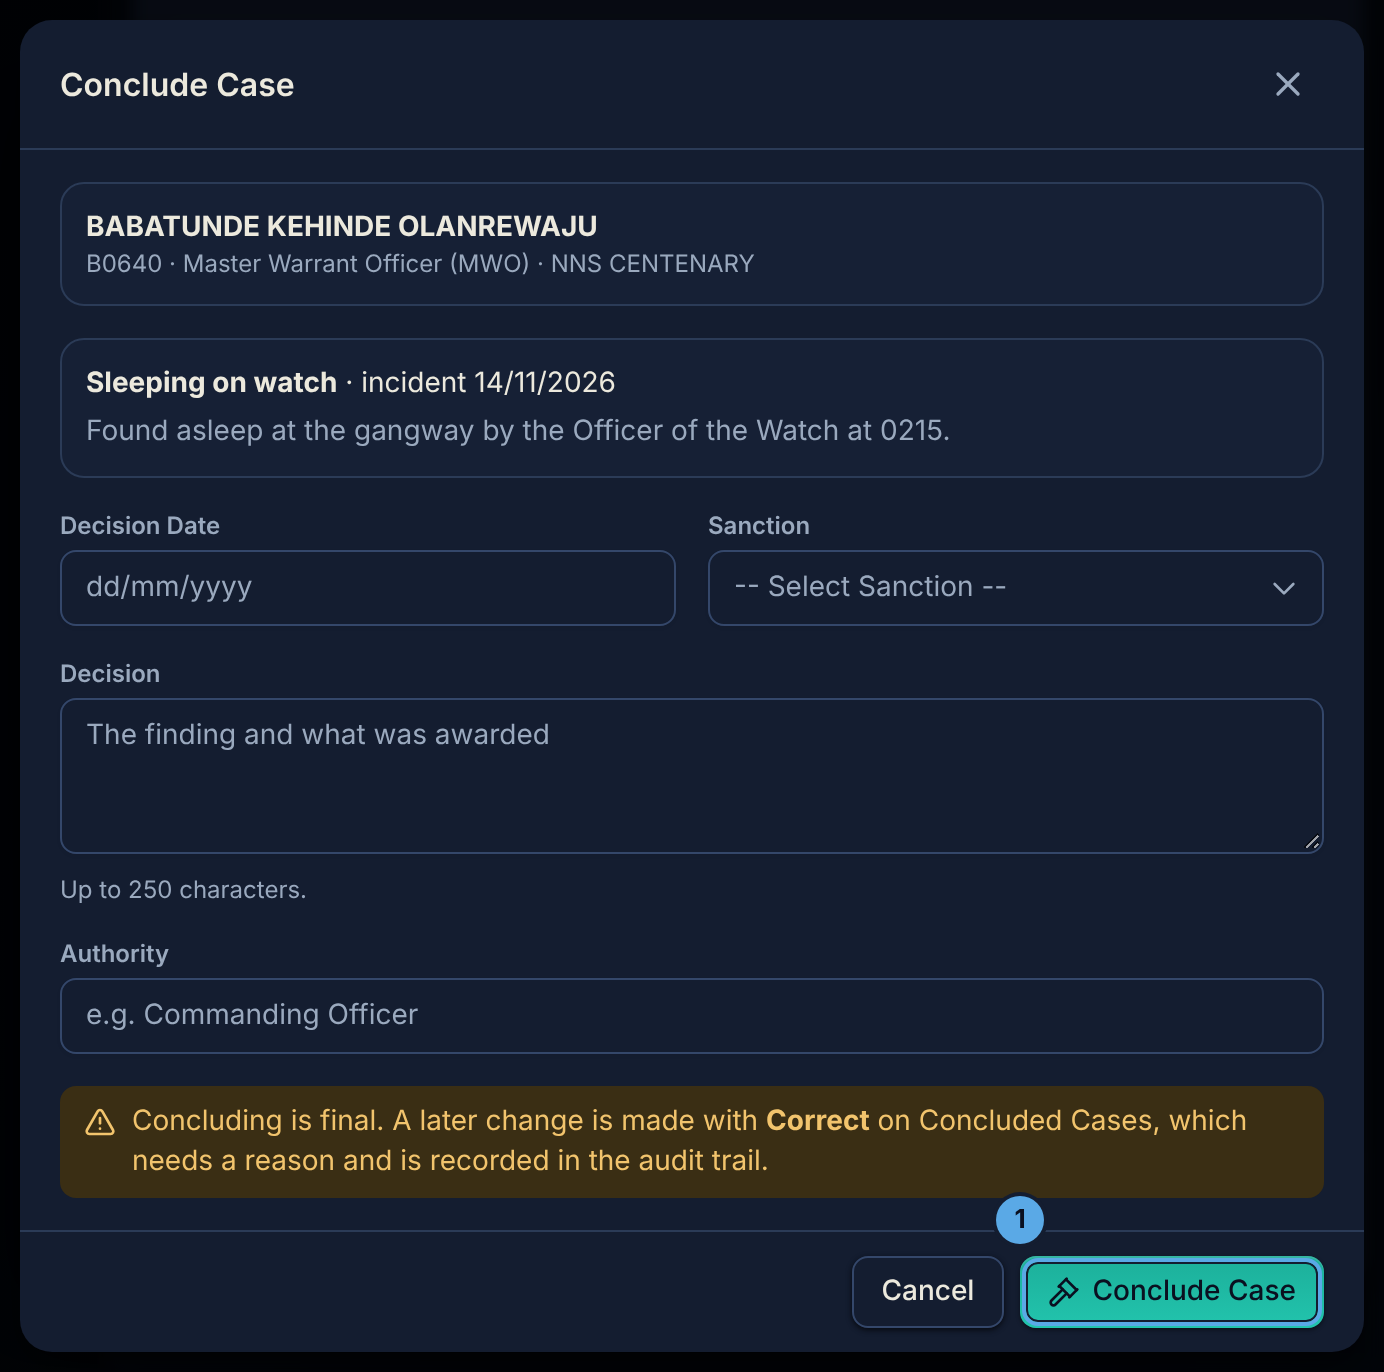 Conclude Case
BABATUNDE KEHINDE OLANREWAJU
B0640 · Master Warrant Officer (MWO) · NNS CENTENARY
Sleeping on watch · incident 14/11/2026
Found asleep at the gangway by the Officer of the Watch at 0215.
Decision Date
dd/mm/yyyy
Sanction
-- Select Sanction --
Decision
The finding and what was awarded
Up to 250 characters.
Authority
e.g. Commanding Officer
Concluding is final. A later change is made with Correct on Concluded Cases, which
needs a reason and is recorded in the audit trail.
1
Cancel
Conclude Case